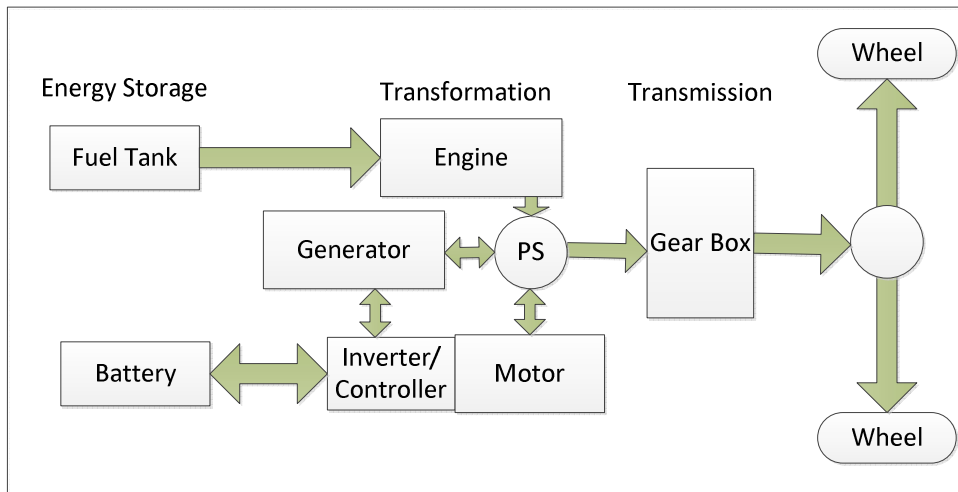 Wheel
Energy Storage
Transformation
Transmission
Fuel Tank
Engine
Generator
PS
Gear Box
Battery
Inverter/
Controller
Motor
Wheel